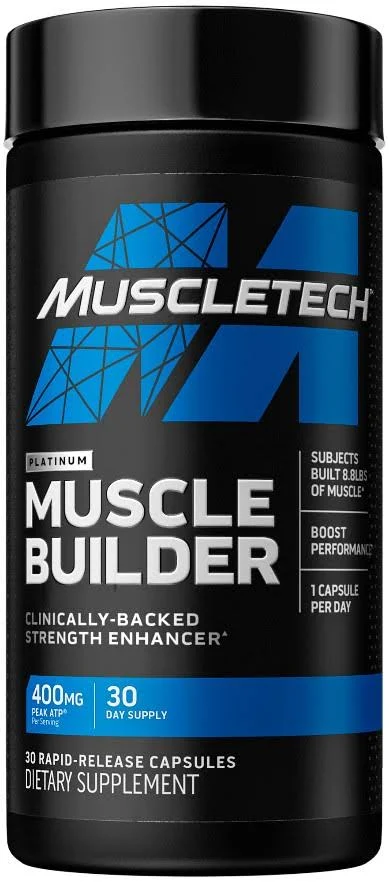 MUSCLETECH™
PLATINUM
MUSCLE
BUILDER
CLINICALLY-BACKED
STRENGTH ENHANCER▲
SUBJECTS
BUILT 8.8LBS
OF MUSCLE*
BOOST
PERFORMANCE
1 CAPSULE
PER DAY
400MG
PEAK ATP®
Per Serving
30
DAY SUPPLY
30 RAPID-RELEASE CAPSULES
DIETARY SUPPLEMENT